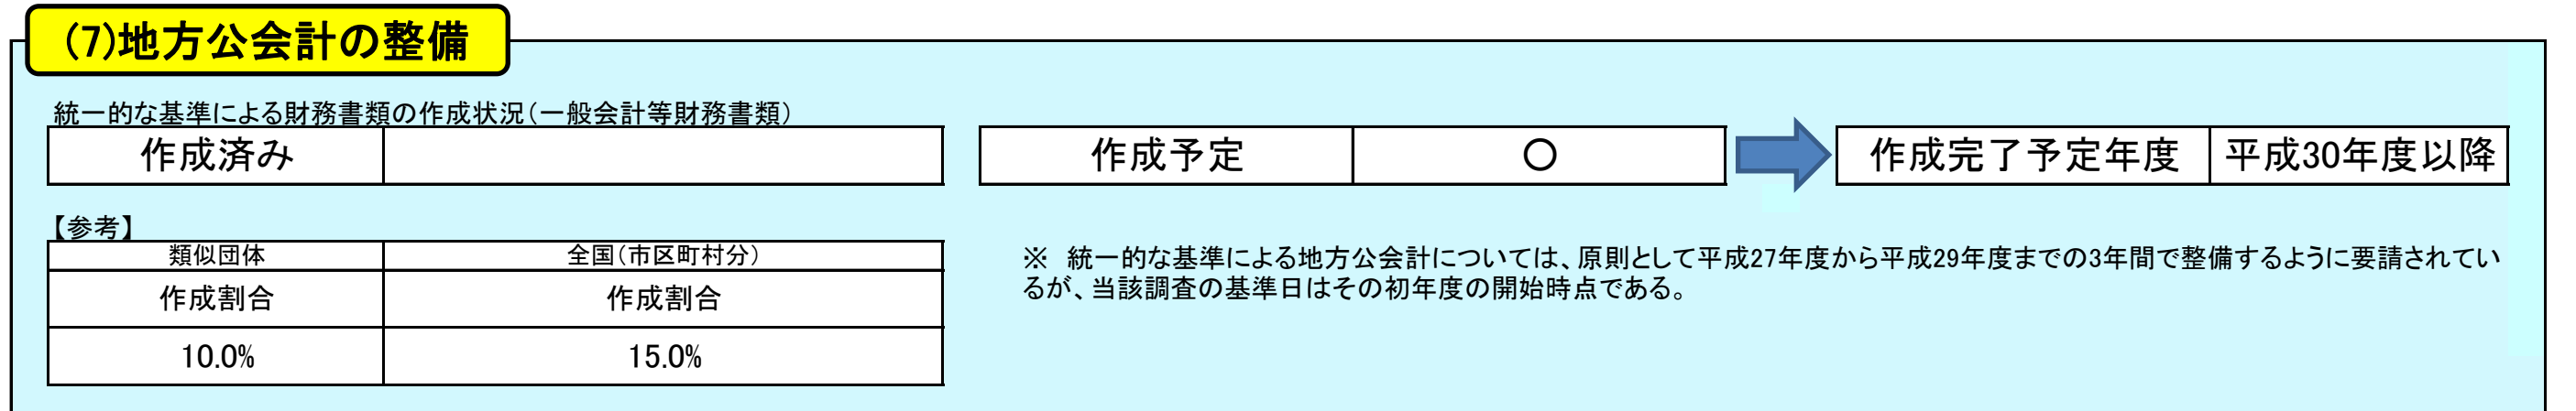 (7)地方公会計の整備
統一的な基準による財務書類の作成状況（一般会計等財務書類）
作成済み
作成予定 ○
作成完了予定年度 平成30年度以降
【参考】
類似団体 全国（市区町村分）
作成割合 作成割合
10.0% 15.0%
※ 統一的な基準による地方公会計については、原則として平成27年度から平成29年度までの3年間で整備するように要請されてい
るが、当該調査の基準日はその初年度の開始時点である。